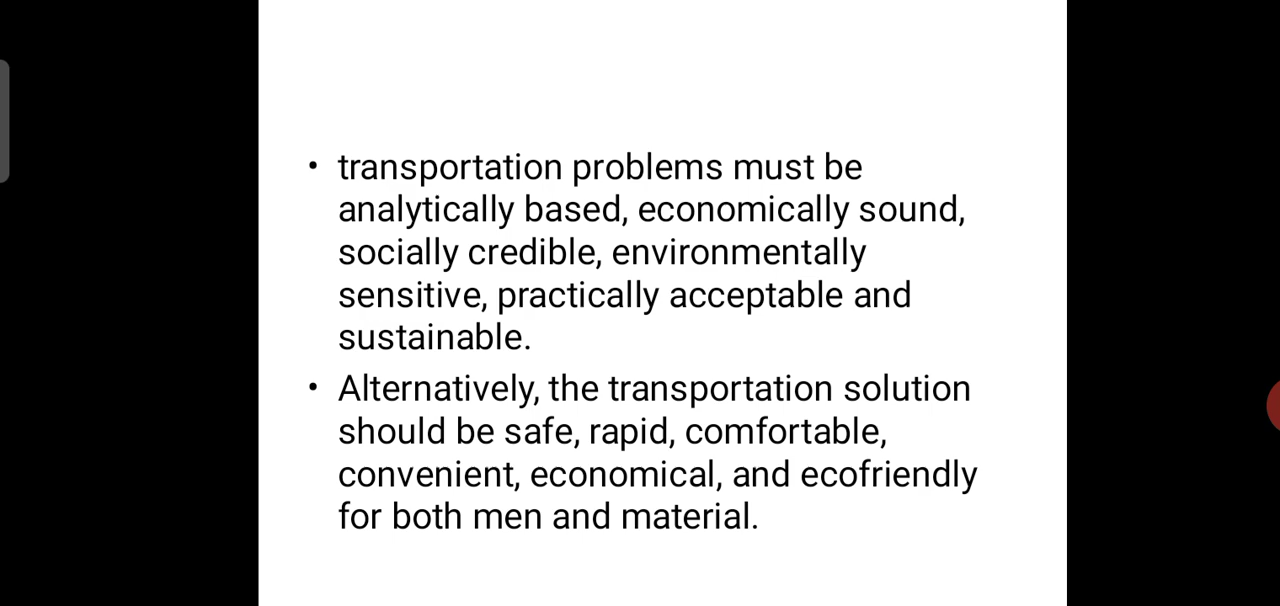 • transportation problems must be
analytically based, economically sound,
socially credible, environmentally
sensitive, practically acceptable and
sustainable.
• Alternatively, the transportation solution
should be safe, rapid, comfortable,
convenient, economical, and ecofriendly
for both men and material.